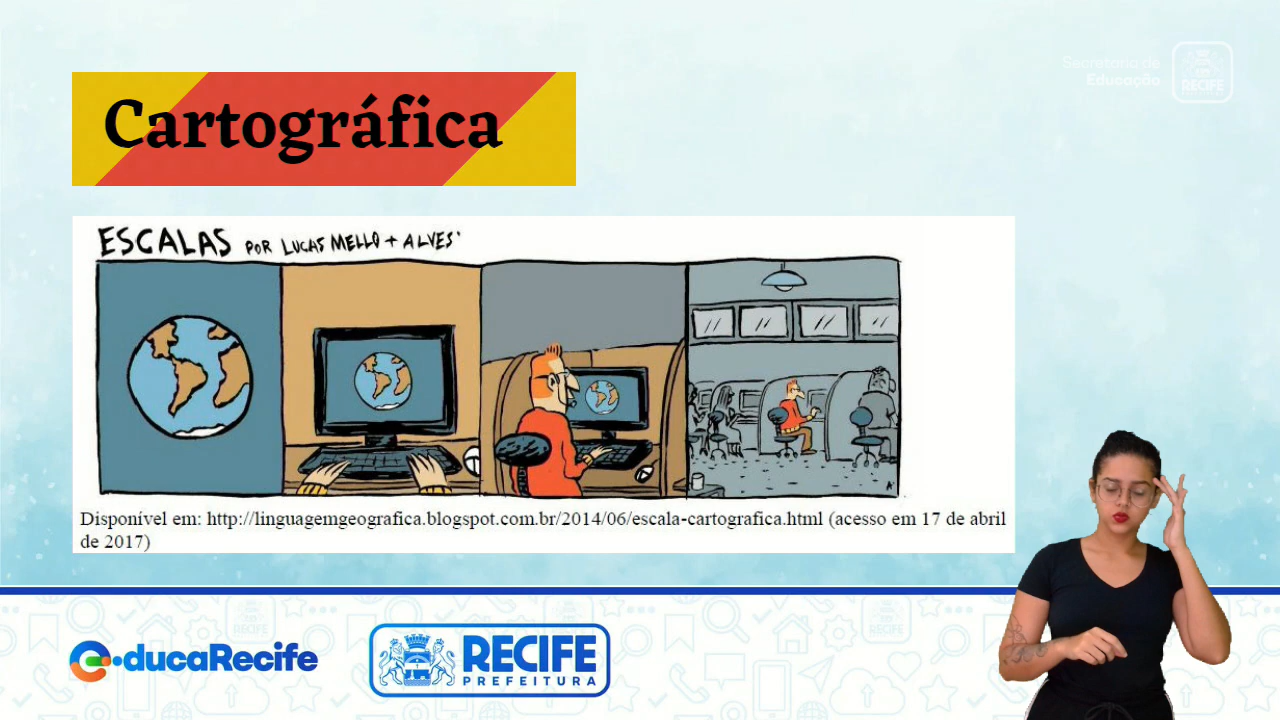 Secretaria de
Educação
RECIFE
Cartográfica
ESCALAS POR LUCAS MELLO + ALVES
Disponível em: http://linguagemgeografica.blogspot.com.br/2014/06/escala-cartografica.html (acesso em 17 de abril
de 2017)
e·ducaRecife
RECIFE
PREFEITURA